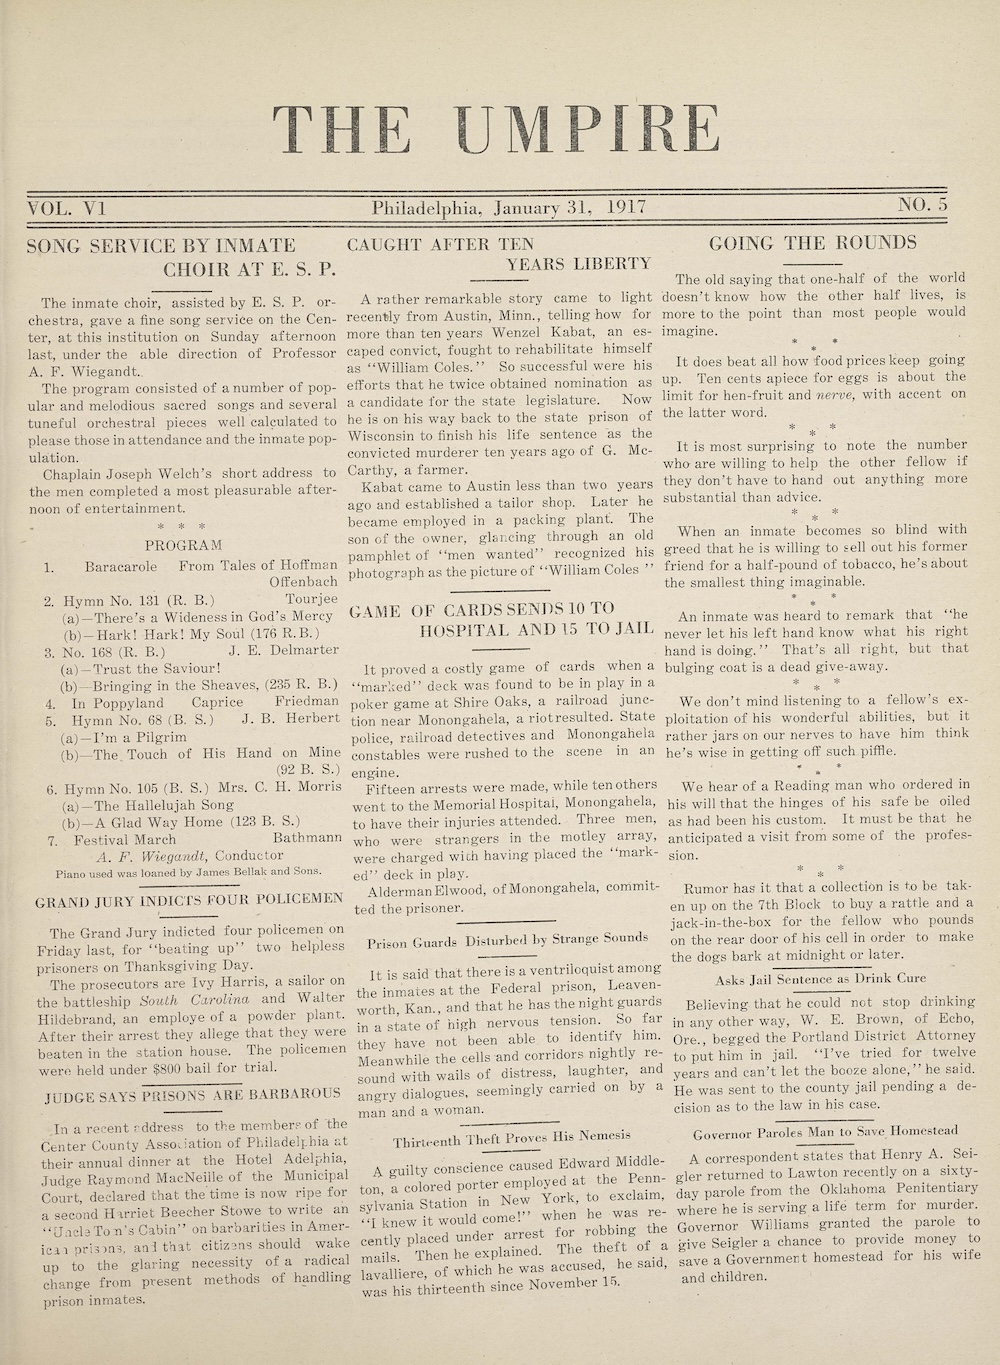 THE UMPIRE
VOL. VI
Philadelphia, January 31, 1917
NO. 5
SONG SERVICE BY INMATE
CHOIR AT E. S. P.
The inmate choir, assisted by E. S. P. or-
chestra, gave a fine song service on the Cen-
ter, at this institution on Sunday afternoon
last, under the able direction of Professor
A. F. Wiegandt.
The program consisted of a number of pop-
ular and melodious sacred songs and several
tuneful orchestral pieces well calculated to
please those in attendance and the inmate pop-
ulation.
Chaplain Joseph Welch's short address to
the men completed a most pleasurable after-
noon of entertainment.
* * *
PROGRAM
1. Baracarole From Tales of Hoffman
Offenbach
2. Hymn No. 131 (R. B.) Tourjee
(a)—There's a Wideness in God's Mercy
(b)—Hark! Hark! My Soul (176 R.B.)
3. No. 168 (R. B.) J. E. Delmarter
(a)—Trust the Saviour!
(b)—Bringing in the Sheaves, (235 R. B.)
4. In Poppyland Caprice Friedman
5. Hymn No. 68 (B. S.) J. B. Herbert
(a)—I'm a Pilgrim
(b)—The Touch of His Hand on Mine
(92 B. S.)
6. Hymn No. 105 (B. S.) Mrs. C. H. Morris
(a)—The Hallelujah Song
(b)—A Glad Way Home (123 B. S.)
7. Festival March Bathmann
A. F. Wiegandt, Conductor
Piano used was loaned by James Bellak and Sons.
GRAND JURY INDICTS FOUR POLICEMEN
The Grand Jury indicted four policemen on
Friday last, for "beating up" two helpless
prisoners on Thanksgiving Day.
The prosecutors are Ivy Harris, a sailor on
the battleship South Carolina and Walter
Hildebrand, an employe of a powder plant.
After their arrest they allege that they were
beaten in the station house. The policemen
were held under $800 bail for trial.
JUDGE SAYS PRISONS ARE BARBAROUS
In a recent address to the members of the
Center County Association of Philadelphia at
their annual dinner at the Hotel Adelphia,
Judge Raymond MacNeille of the Municipal
Court, declared that the time is now ripe for
a second Harriet Beecher Stowe to write an
"Uncle Tom's Cabin" on barbarities in Amer-
ican prisons, and that citizens should wake
up to the glaring necessity of a radical
change from present methods of handling
prison inmates.
CAUGHT AFTER TEN
YEARS LIBERTY
A rather remarkable story came to light
recently from Austin, Minn., telling how for
more than ten years Wenzel Kabat, an es-
caped convict, fought to rehabilitate himself
as "William Coles." So successful were his
efforts that he twice obtained nomination as
a candidate for the state legislature. Now
he is on his way back to the state prison of
Wisconsin to finish his life sentence as the
convicted murderer ten years ago of G. Mc-
Carthy, a farmer.
Kabat came to Austin less than two years
ago and established a tailor shop. Later he
became employed in a packing plant. The
son of the owner, glancing through an old
pamphlet of "men wanted" recognized his
photograph as the picture of "William Coles "
GAME OF CARDS SENDS 10 TO
HOSPITAL AND 15 TO JAIL
It proved a costly game of cards when a
"marked" deck was found to be in play in a
poker game at Shire Oaks, a railroad junc-
tion near Monongahela, a riot resulted. State
police, railroad detectives and Monongahela
constables were rushed to the scene in an
engine.
Fifteen arrests were made, while ten others
went to the Memorial Hospital, Monongahela,
to have their injuries attended. Three men,
who were strangers in the motley array,
were charged with having placed the "mark-
ed" deck in play.
Alderman Elwood, of Monongahela, commit-
ted the prisoner.
Prison Guards Disturbed by Strange Sounds
It is said that there is a ventriloquist among
the inmates at the Federal prison, Leaven-
worth, Kan., and that he has the night guards
in a state of high nervous tension. So far
they have not been able to identify him.
Meanwhile the cells and corridors nightly re-
sound with wails of distress, laughter, and
angry dialogues, seemingly carried on by a
man and a woman.
Thirteenth Theft Proves His Nemesis
A guilty conscience caused Edward Middle-
ton, a colored porter employed at the Penn-
sylvania Station in New York, to exclaim,
"I knew it would come!" when he was re-
cently placed under arrest for robbing the
mails. Then he explained. The theft of a
lavalliere, of which he was accused, he said,
was his thirteenth since November 15.
GOING THE ROUNDS
The old saying that one-half of the world
doesn't know how the other half lives, is
more to the point than most people would
imagine.
* * *
It does beat all how food prices keep going
up. Ten cents apiece for eggs is about the
limit for hen-fruit and nerve, with accent on
the latter word.
* * *
It is most surprising to note the number
who are willing to help the other fellow if
they don't have to hand out anything more
substantial than advice.
* * *
When an inmate becomes so blind with
greed that he is willing to sell out his former
friend for a half-pound of tobacco, he's about
the smallest thing imaginable.
* * *
An inmate was heard to remark that "he
never let his left hand know what his right
hand is doing." That's all right, but that
bulging coat is a dead give-away.
* * *
We don't mind listening to a fellow's ex-
ploitation of his wonderful abilities, but it
rather jars on our nerves to have him think
he's wise in getting off such piffle.
* * *
We hear of a Reading man who ordered in
his will that the hinges of his safe be oiled
as had been his custom. It must be that he
anticipated a visit from some of the profes-
sion.
* * *
Rumor has it that a collection is to be tak-
en up on the 7th Block to buy a rattle and a
jack-in-the-box for the fellow who pounds
on the rear door of his cell in order to make
the dogs bark at midnight or later.
Asks Jail Sentence as Drink Cure
Believing that he could not stop drinking
in any other way, W. E. Brown, of Echo,
Ore., begged the Portland District Attorney
to put him in jail. "I've tried for twelve
years and can't let the booze alone," he said.
He was sent to the county jail pending a de-
cision as to the law in his case.
Governor Paroles Man to Save Homestead
A correspondent states that Henry A. Sei-
gler returned to Lawton recently on a sixty-
day parole from the Oklahoma Penitentiary
where he is serving a life term for murder.
Governor Williams granted the parole to
give Seigler a chance to provide money to
save a Government homestead for his wife
and children.